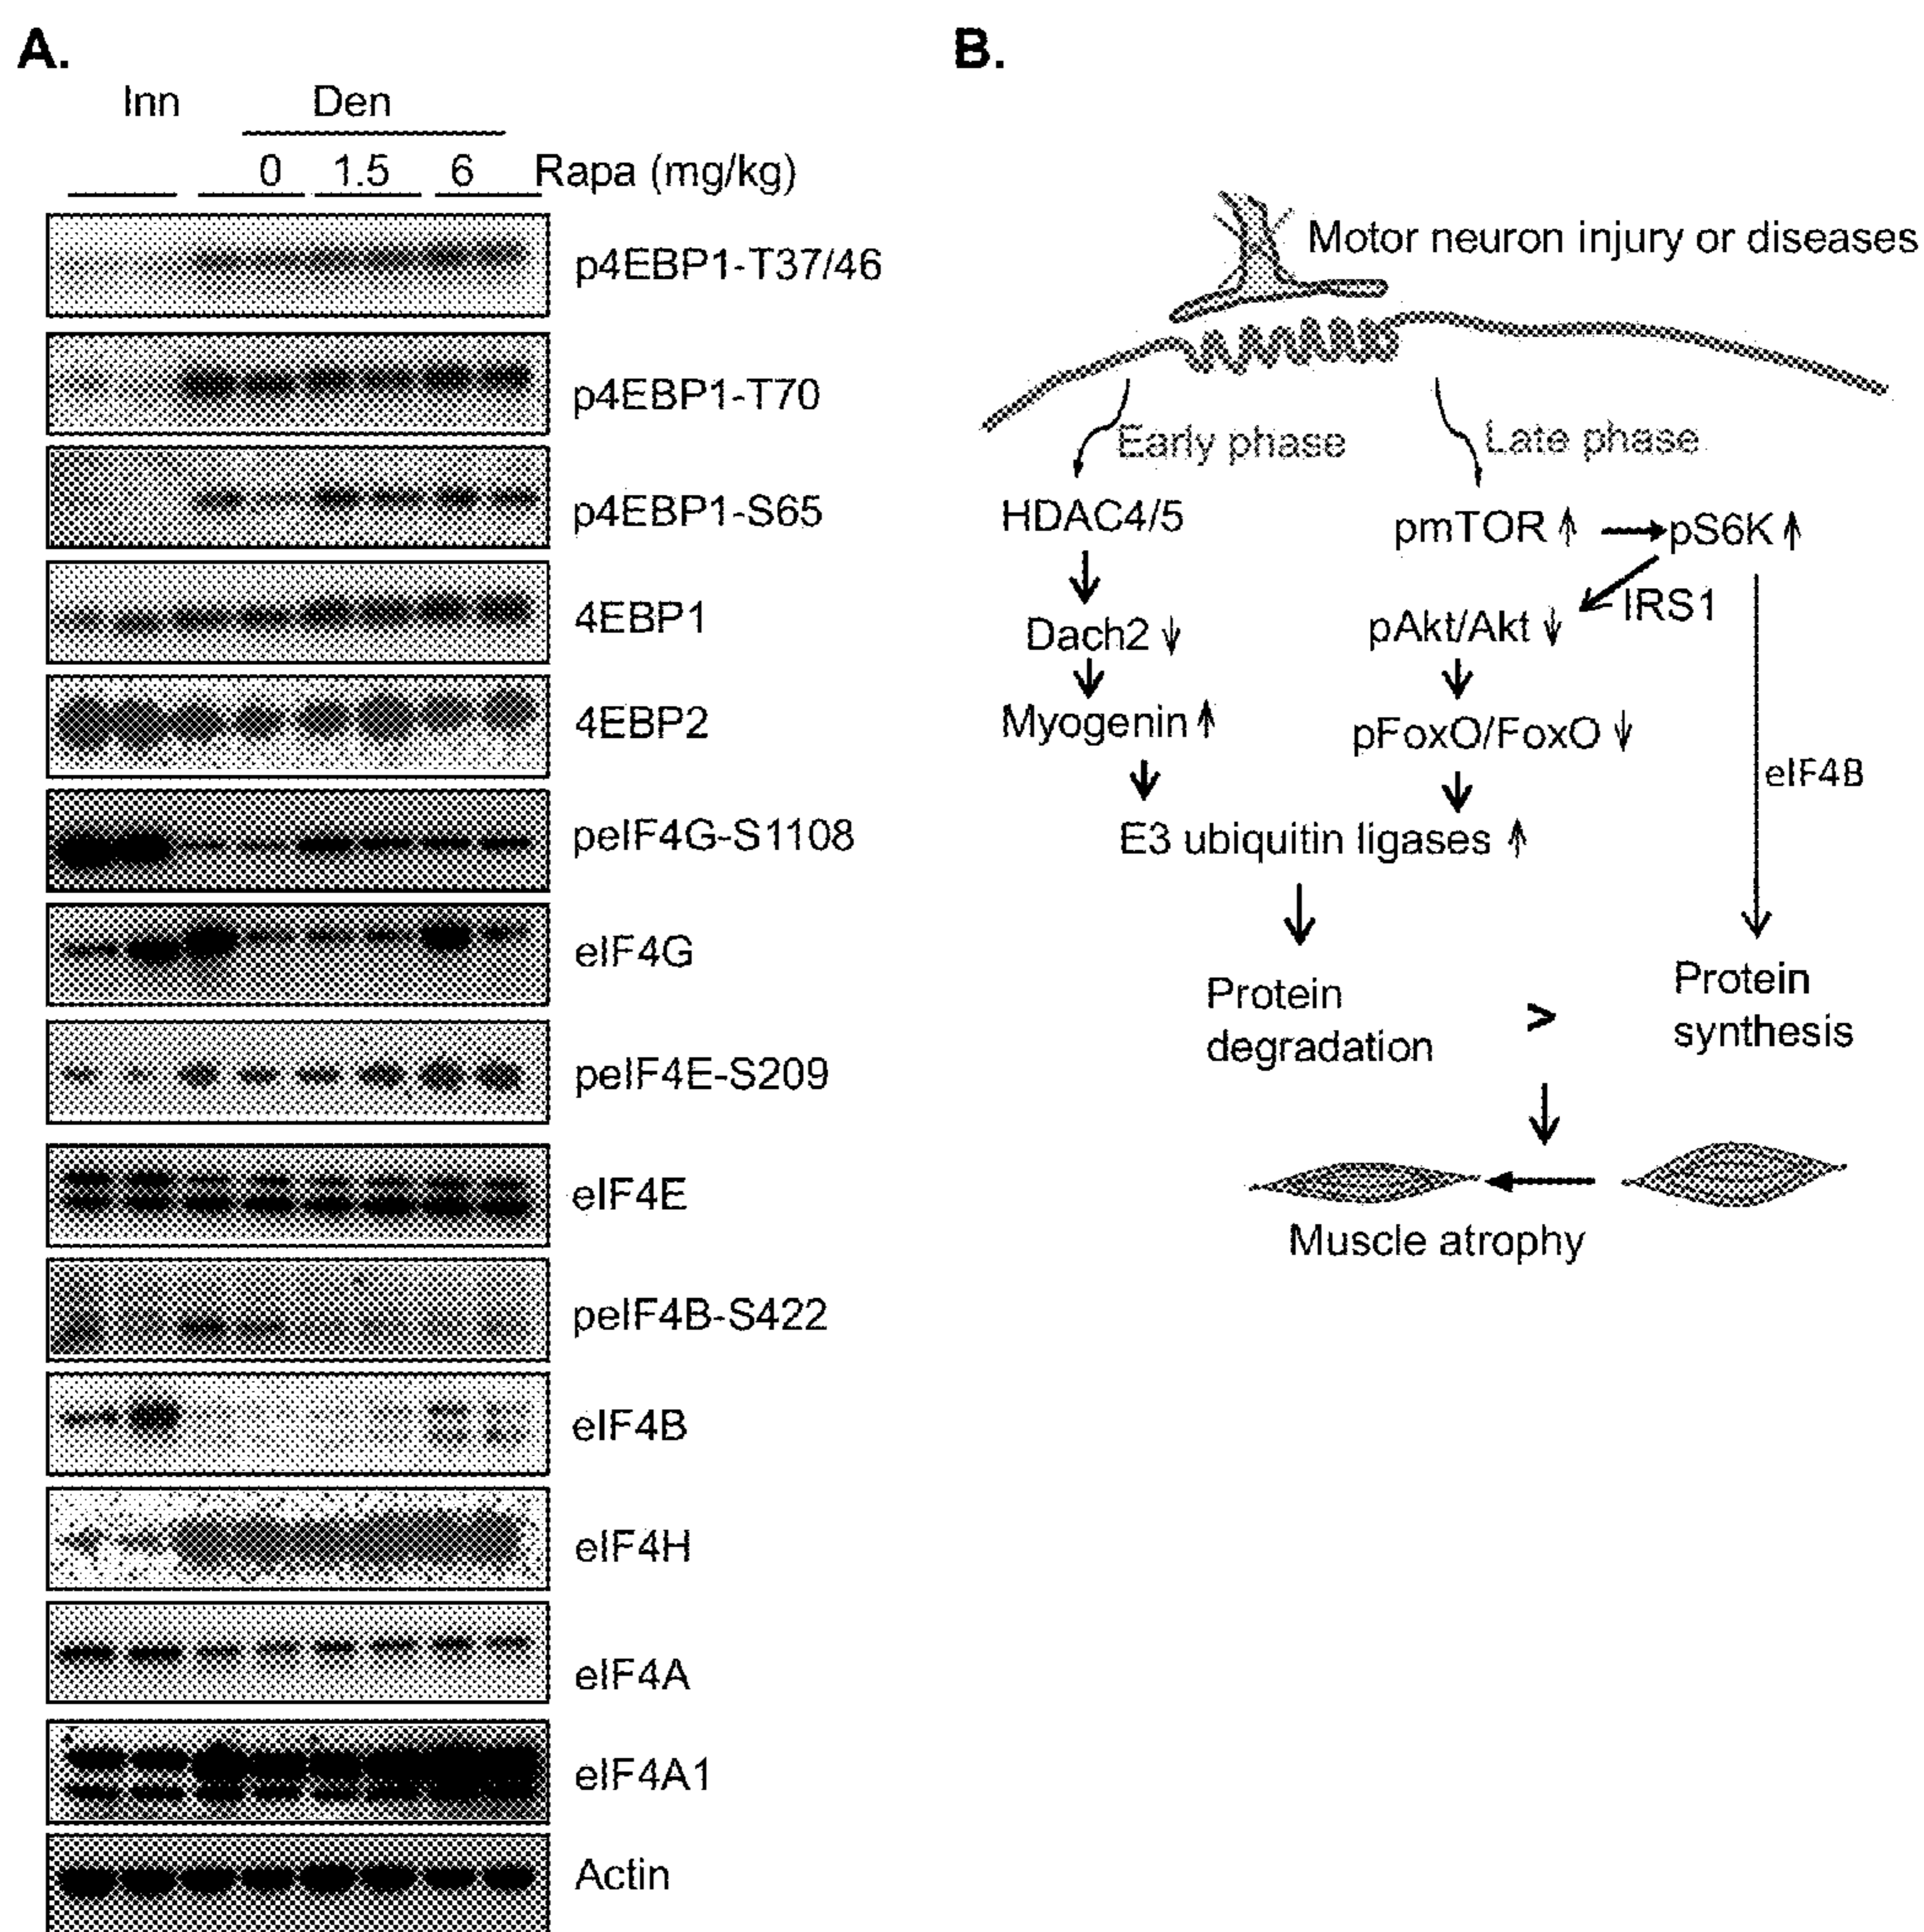 A.
Inn Den
0 1.5 6 Rapa (mg/kg)
p4EBP1-T37/46
p4EBP1-T70
p4EBP1-S65
4EBP1
4EBP2
peIF4G-S1108
eIF4G
peIF4E-S209
eIF4E
peIF4B-S422
eIF4B
eIF4H
eIF4A
eIF4A1
Actin
B.
Motor neuron injury or diseases
Early phase
Late phase
HDAC4/5
pmTOR ↑ → pS6K ↑
IRS1
Dach2 ↓
pAkt/Akt ↓
Myogenin ↑
pFoxO/FoxO ↓
eIF4B
E3 ubiquitin ligases ↑
Protein
degradation
>
Protein
synthesis
Muscle atrophy